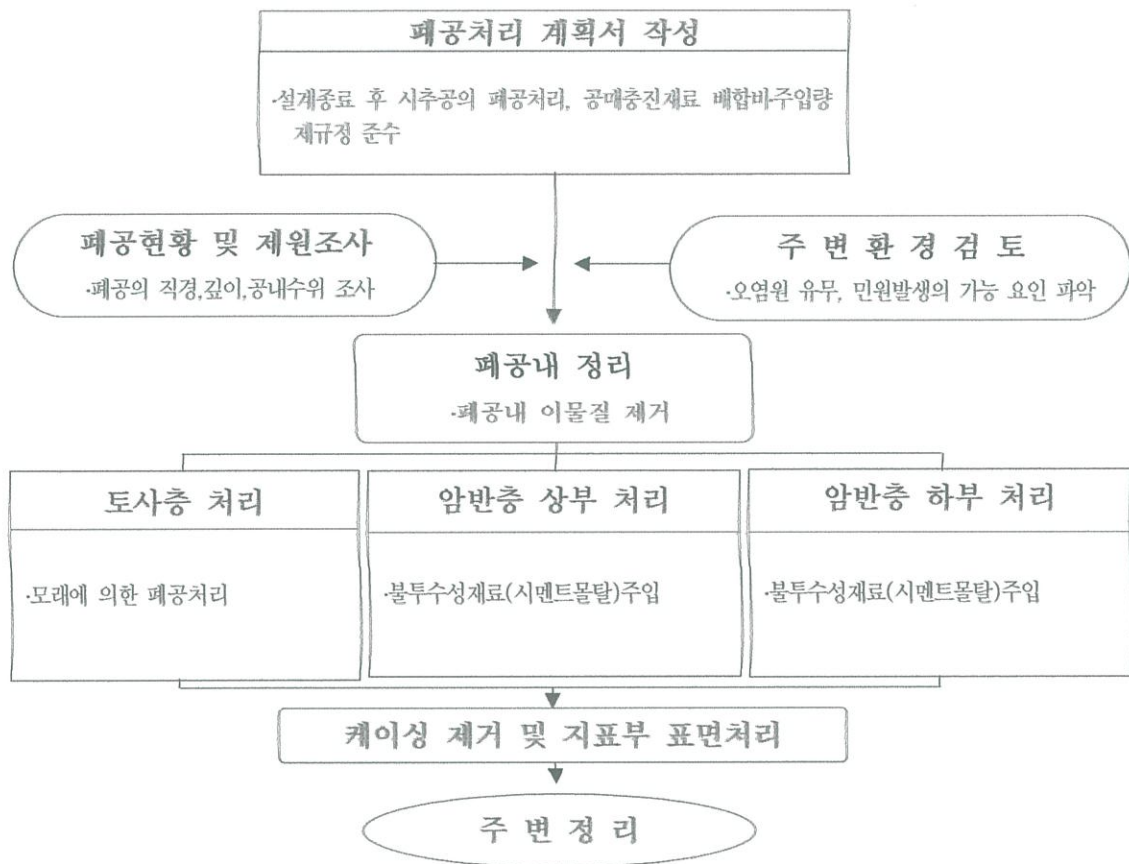 폐공처리 계획서 작성
·설계종료 후 시추공의 폐공처리, 공매충진재료 배합비·주입량
제규정 준수
폐공현황 및 제원조사
·폐공의 직경,깊이,공내수위 조사
주 변 환 경 검 토
·오염원 유무, 민원발생의 가능 요인 파악
폐공내 정리
·폐공내 이물질 제거
토사층 처리
·모래에 의한 폐공처리
암반층 상부 처리
·불투수성재료(시멘트몰탈)주입
암반층 하부 처리
·불투수성재료(시멘트몰탈)주입
케이싱 제거 및 지표부 표면처리
주 변 정 리